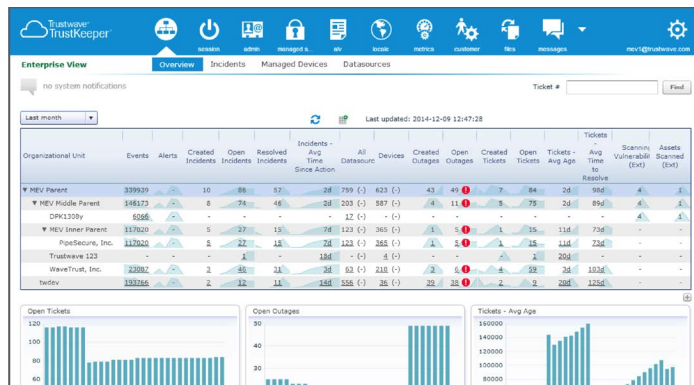 Trustwave®
TrustKeeper®
session admin managed s... alv locale metrics customer files messages mev1@trustwave.com
Enterprise View Overview Incidents Managed Devices Datasources
no system notifications Ticket # Find
Last month Last updated: 2014-12-09 12:47:28
Organizational Unit Events Alerts Created Incidents Open Incidents Resolved Incidents Incidents - Avg Time Since Action All Datasourc Devices Created Outages Open Outages Created Tickets Open Tickets Tickets - Avg Age Tickets - Avg Time to Resolve Scanning Vulnerabiliti (Ext) Assets Scanned (Ext)
MEV Parent 339939 - 10 86 57 2d 759 (-) 623 (-) 43 49 7 84 2d 98d 4 1
MEV Middle Parent 146173 - 8 74 46 2d 203 (-) 587 (-) 4 11 5 75 2d 89d 4 1
DPK1308y 6066 - - - - - 17 (-) - - - - - - - 4 1
MEV Inner Parent 117020 - 5 27 15 7d 123 (-) 365 (-) 1 5 1 15 11d 73d - -
PipeSecure, Inc. 117020 - 5 27 15 7d 123 (-) 365 (-) 1 5 1 15 11d 73d - -
Trustwave 123 - - - 1 - 15d - (-) 4 (-) - - - 1 20d - - -
WaveTrust, Inc. 23087 - 3 46 31 3d 63 (-) 210 (-) 3 6 4 59 3d 103d - -
twdev 193766 - 2 12 11 14d 556 (-) 36 (-) 39 38 2 9 20d 125d - -
Open Tickets Open Outages Tickets - Avg Age
120 50 160000
140000
100 40 120000
80 30 100000
60 80000